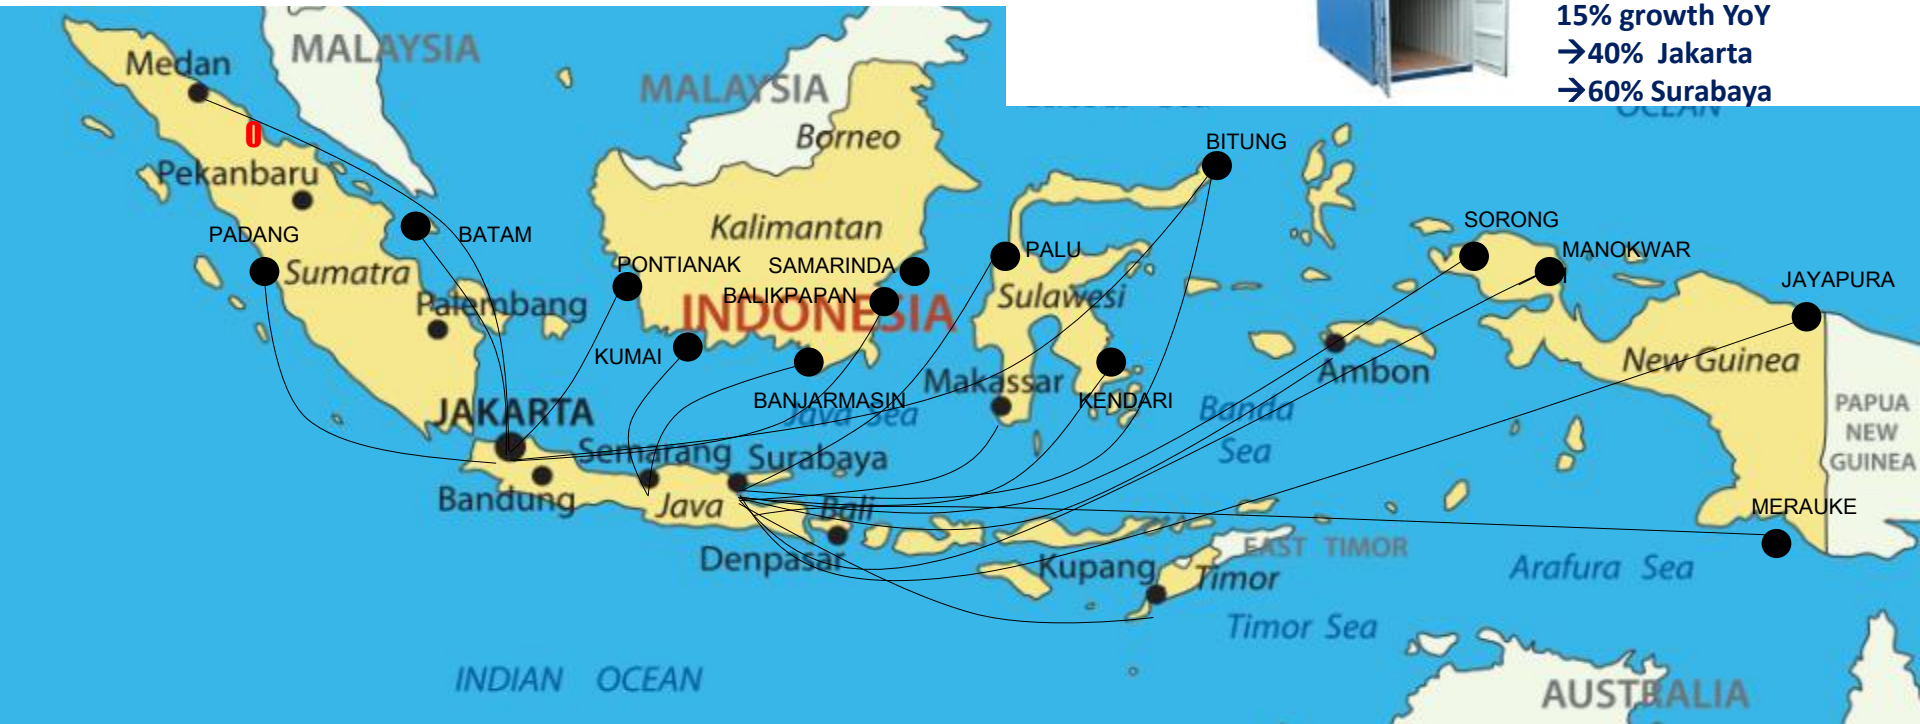 15% growth YoY
→40% Jakarta
→60% Surabaya
OCEAN
MALAYSIA
Medan
MALAYSIA
Borneo
BITUNG
0
Pekanbaru
PADANG
BATAM
Kalimantan
SORONG
PALU
MANOKWAR
Sumatra
PONTIANAK
SAMARINDA
JAYAPURA
BALIKPAPAN
Sulawesi
Palembang
INDONESIA
KUMAI
New Guinea
Makassar
Ambon
BANJARMASIN
KENDARI
JAKARTA
Java Sea
Banda
Sea
PAPUA
NEW
GUINEA
Semarang
Surabaya
Bandung
Java
Bali
MERAUKE
Denpasar
EAST TIMOR
Kupang
Timor
Arafura Sea
Timor Sea
INDIAN OCEAN
AUSTRALIA